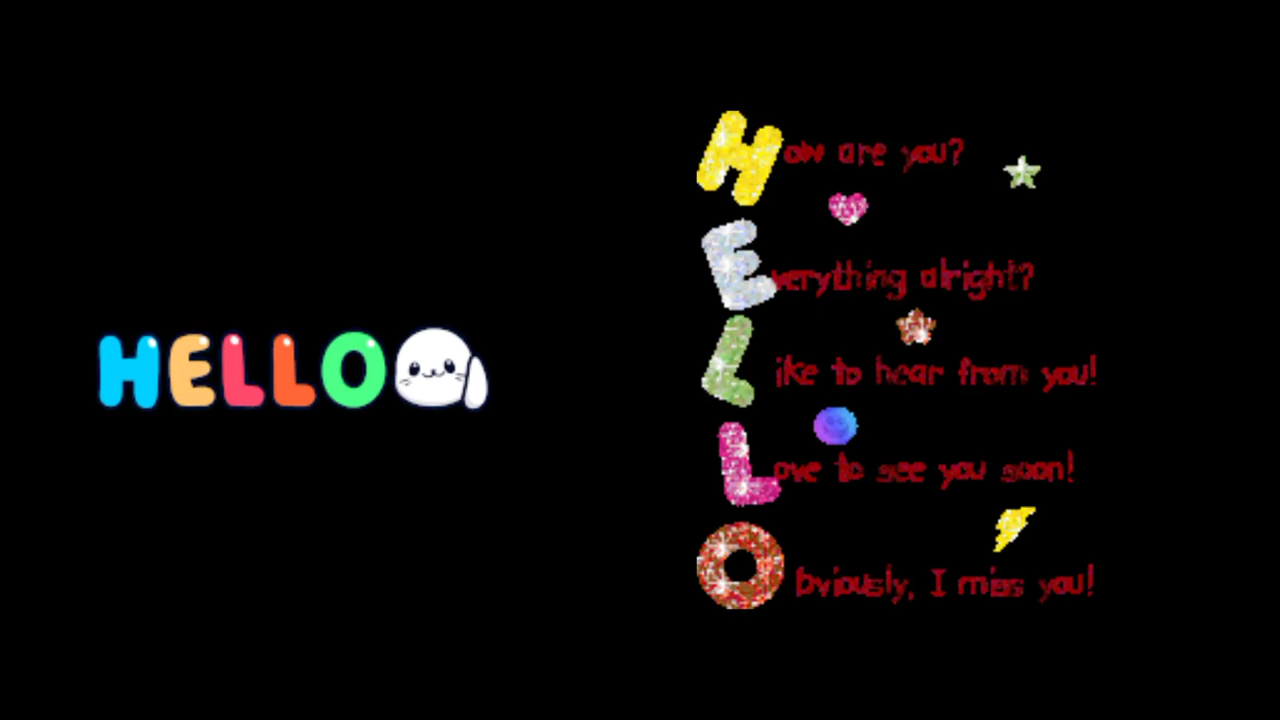 HELLO
How are you?
Everything alright?
Like to hear from you!
Love to see you soon!
Obviously, I miss you!